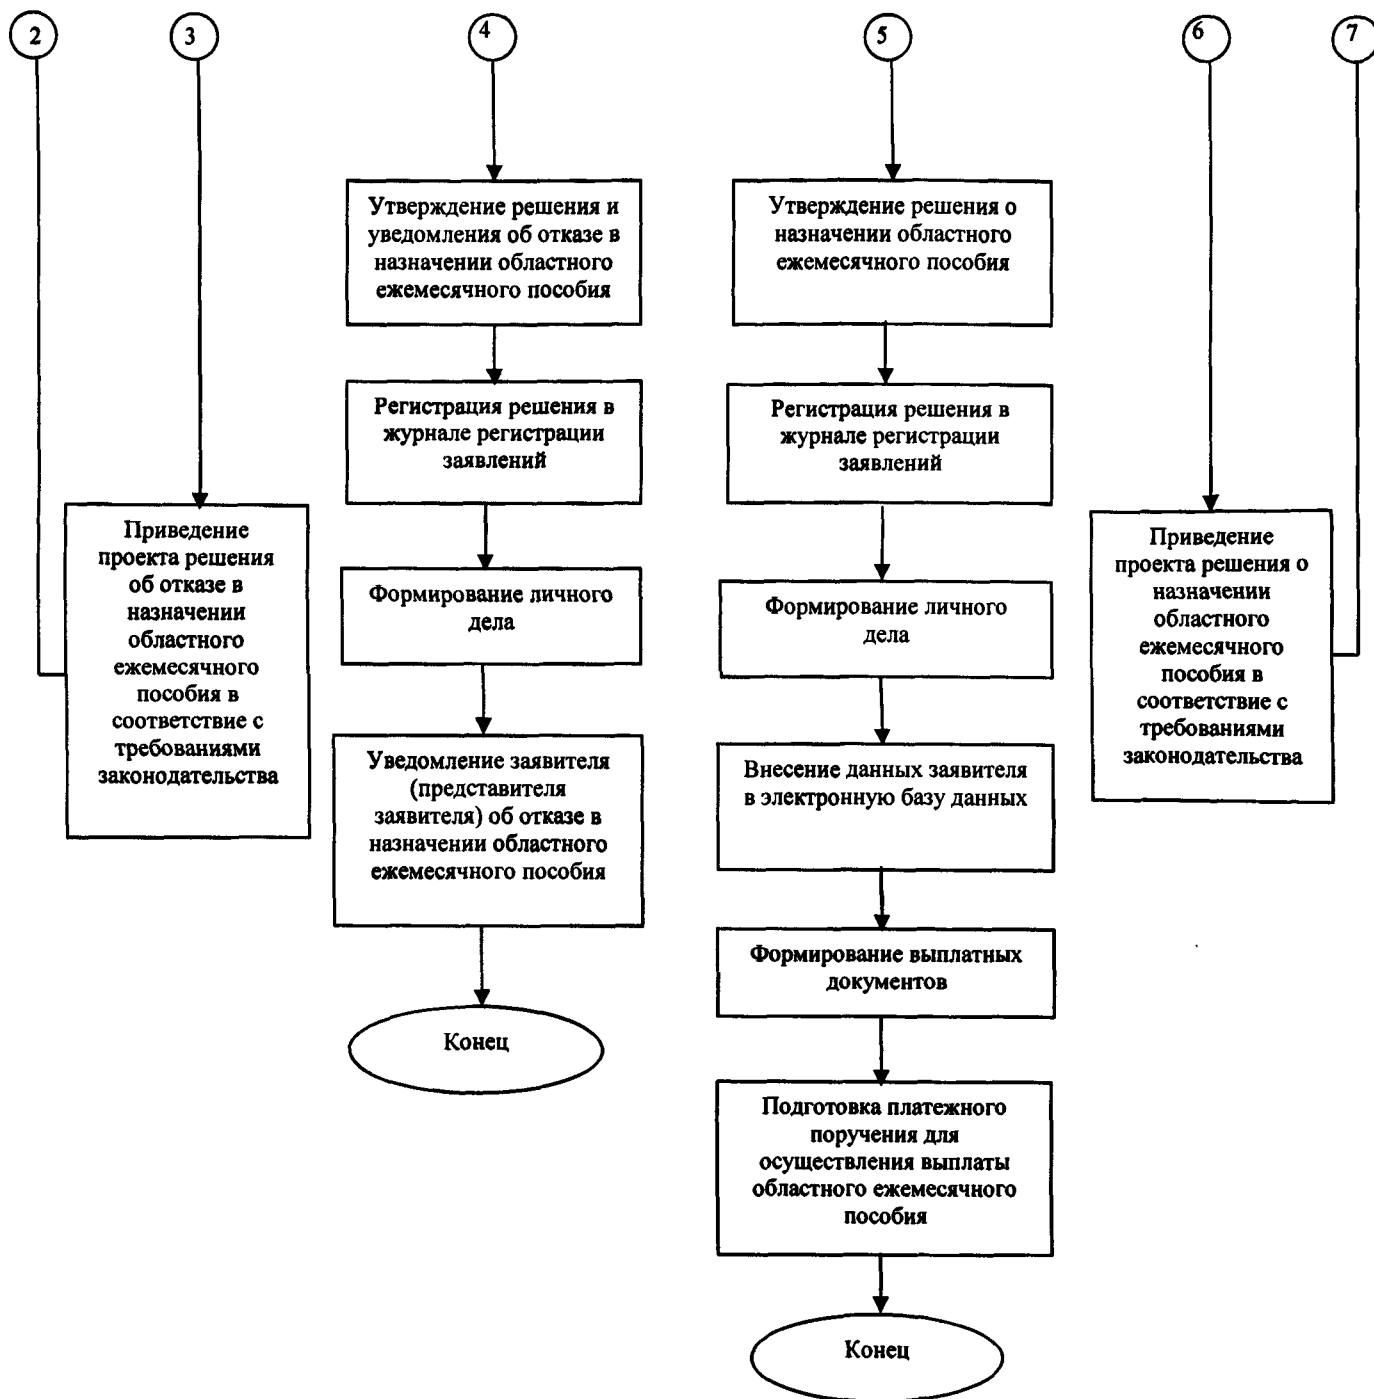 2
3
4
5
6
7
Утверждение решения и
уведомления об отказе в
назначении областного
ежемесячного пособия
Утверждение решения о
назначении областного
ежемесячного пособия
Регистрация решения в
журнале регистрации
заявлений
Регистрация решения в
журнале регистрации
заявлений
Приведение
проекта решения
об отказе в
назначении
областного
ежемесячного
пособия в
соответствие с
требованиями
законодательства
Формирование личного
дела
Формирование личного
дела
Приведение
проекта решения о
назначении
областного
ежемесячного
пособия в
соответствие с
требованиями
законодательства
Уведомление заявителя
(представителя
заявителя) об отказе в
назначении областного
ежемесячного пособия
Внесение данных заявителя
в электронную базу данных
Формирование выплатных
документов
Конец
Подготовка платежного
поручения для
осуществления выплаты
областного ежемесячного
пособия
Конец